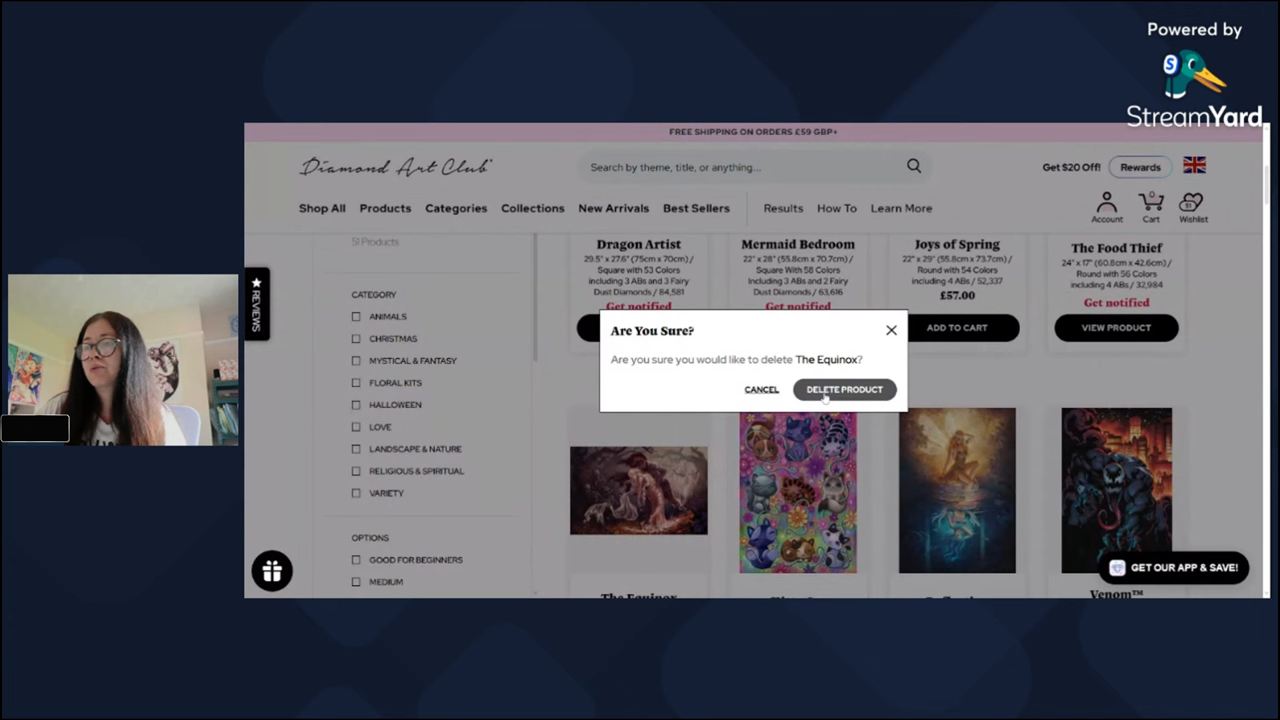 Powered by
S
StreamYard
FREE SHIPPING ON ORDERS £59 GBP+
Diamond Art Club
Search by theme, title, or anything...
Get $20 Off!
Rewards
Shop All
Products
Categories
Collections
New Arrivals
Best Sellers
Results
How To
Learn More
Account
0
Cart
51
Wishlist
51 Products
CATEGORY
ANIMALS
CHRISTMAS
MYSTICAL & FANTASY
FLORAL KITS
HALLOWEEN
LOVE
LANDSCAPE & NATURE
RELIGIOUS & SPIRITUAL
VARIETY
OPTIONS
GOOD FOR BEGINNERS
MEDIUM
★ REVIEWS
Dragon Artist
29.5" x 27.6" (75cm x 70cm) /
Square with 53 Colors
including 3 ABs and 3 Fairy
Dust Diamonds / 84,581
Get notified
Mermaid Bedroom
22" x 28" (55.8cm x 70.7cm) /
Square With 58 Colors
including 3 ABs and 2 Fairy
Dust Diamonds / 63,616
Get notified
Joys of Spring
22" x 29" (55.8cm x 73.7cm) /
Round with 54 Colors
including 4 ABs / 52,337
£57.00
ADD TO CART
The Food Thief
24" x 17" (60.8cm x 42.6cm) /
Round with 56 Colors
including 4 ABs / 32,984
Get notified
VIEW PRODUCT
Are You Sure?
Are you sure you would like to delete The Equinox?
CANCEL
DELETE PRODUCT
The Equinox
Venom™
GET OUR APP & SAVE!